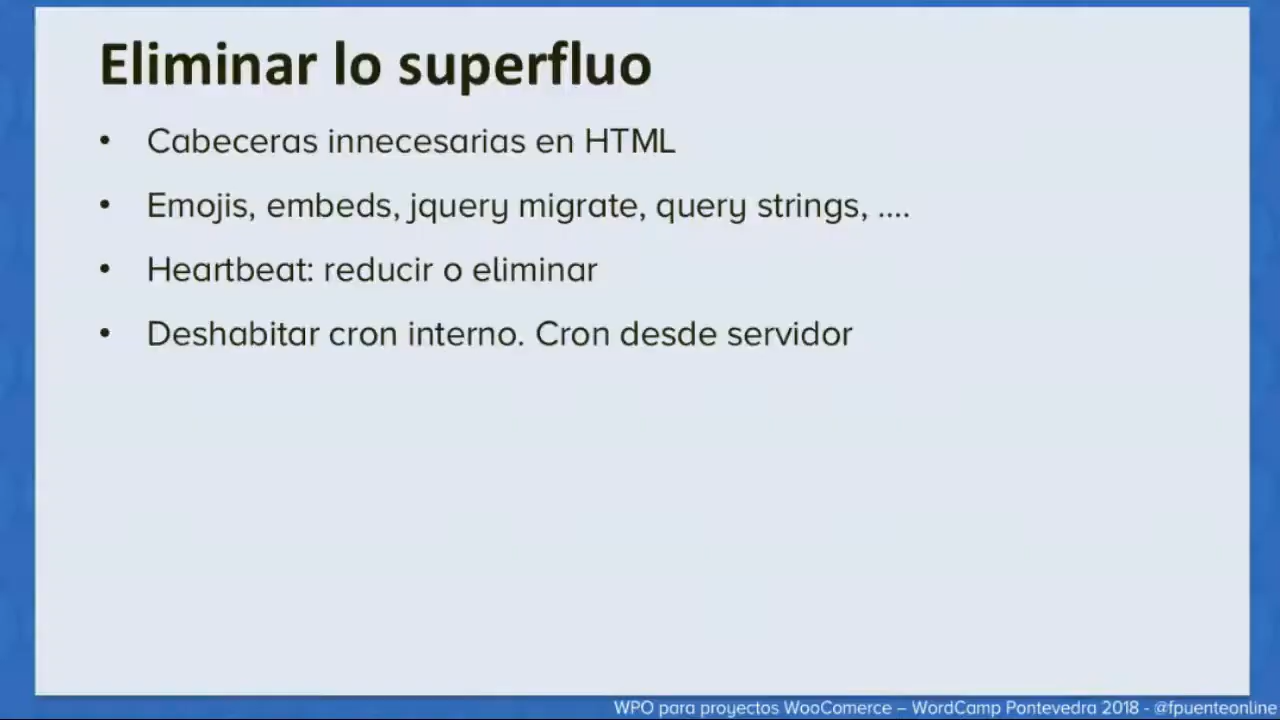 Eliminar lo superfluo
• Cabeceras innecesarias en HTML
• Emojis, embeds, jquery migrate, query strings, ....
• Heartbeat: reducir o eliminar
• Deshabitar cron interno. Cron desde servidor
WPO para proyectos WooComerce – WordCamp Pontevedra 2018 - @fpuenteonline